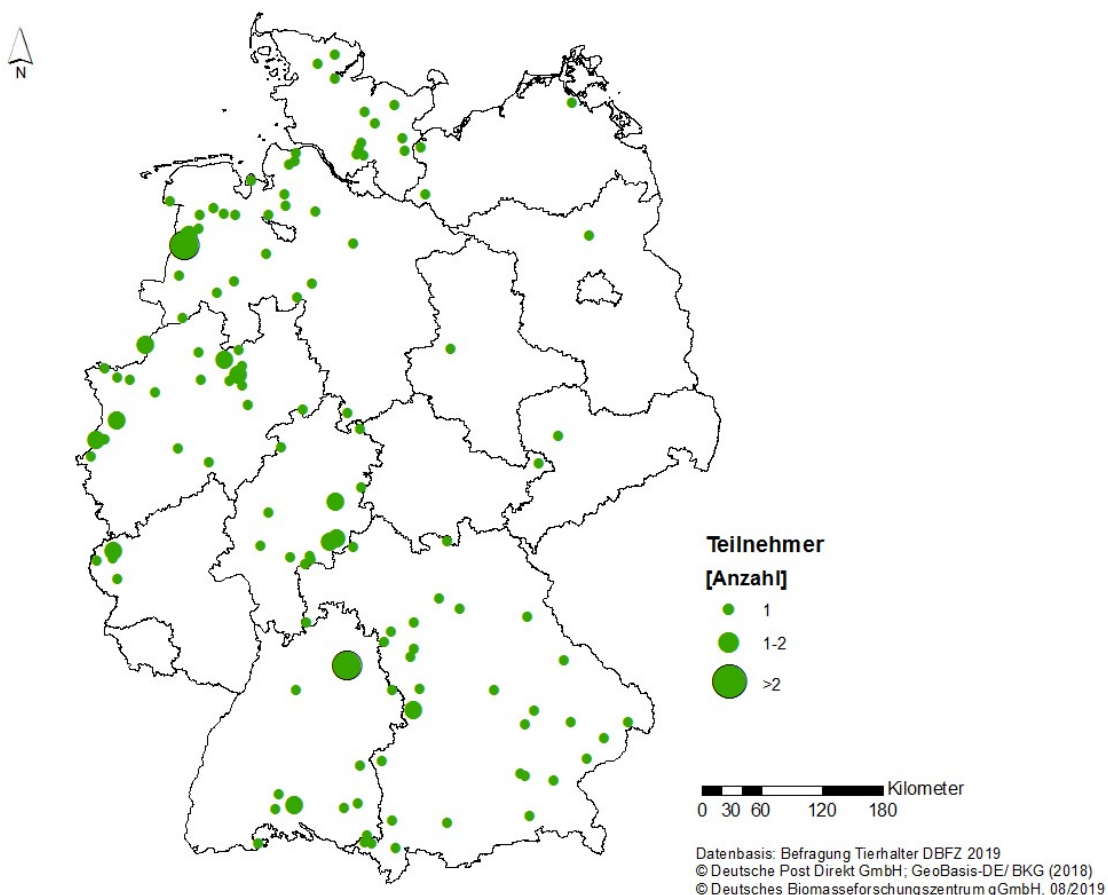 N
Teilnehmer
[Anzahl]
1
1-2
>2
Kilometer
0 30 60 120 180
Datenbasis: Befragung Tierhalter DBFZ 2019
© Deutsche Post Direkt GmbH; GeoBasis-DE/ BKG (2018)
© Deutsches Biomasseforschungszentrum gGmbH, 08/2019